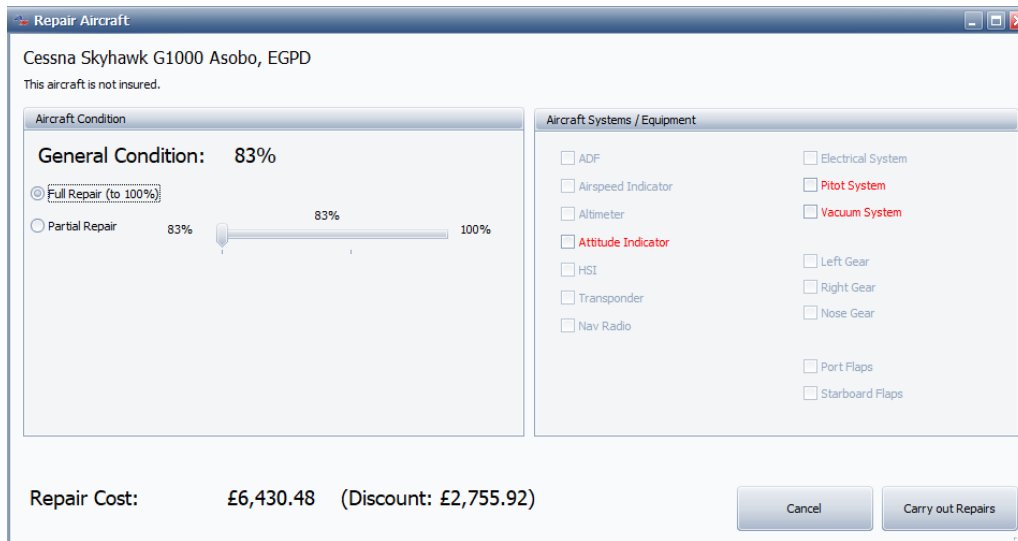 Repair Aircraft
Cessna Skyhawk G1000 Asobo, EGPD
This aircraft is not insured.
Aircraft Condition
General Condition: 83%
Full Repair (to 100%)
Partial Repair
83%
83%
100%
Aircraft Systems / Equipment
ADF
Airspeed Indicator
Altimeter
Attitude Indicator
HSI
Transponder
Nav Radio
Electrical System
Pitot System
Vacuum System
Left Gear
Right Gear
Nose Gear
Port Flaps
Starboard Flaps
Repair Cost: £6,430.48 (Discount: £2,755.92)
Cancel
Carry out Repairs